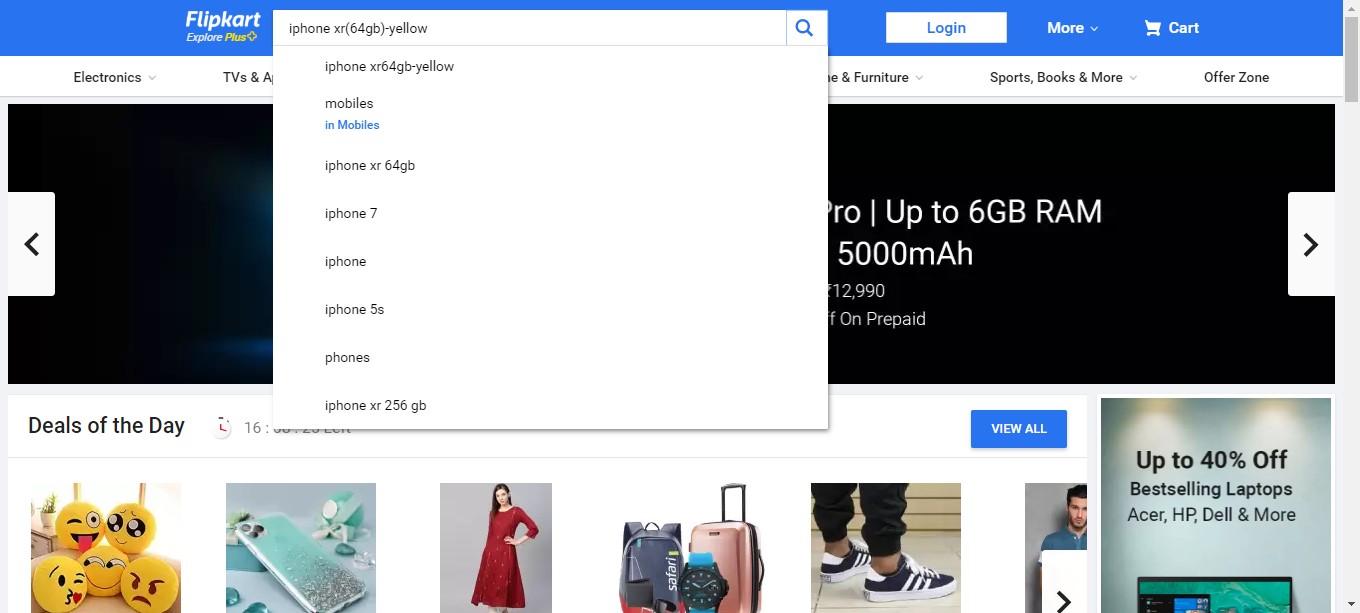 Flipkart
Explore Plus
iphone xr(64gb)-yellow
Login
More
Cart
Electronics
TVs &
& Furniture
Sports, Books & More
Offer Zone
iphone xr64gb-yellow
mobiles
in Mobiles
iphone xr 64gb
iphone 7
iphone
iphone 5s
phones
iphone xr 256 gb
Pro | Up to 6GB RAM
5000mAh
₹12,990
On Prepaid
Deals of the Day
16 :
Left
VIEW ALL
Up to 40% Off
Bestselling Laptops
Acer, HP, Dell & More
safari